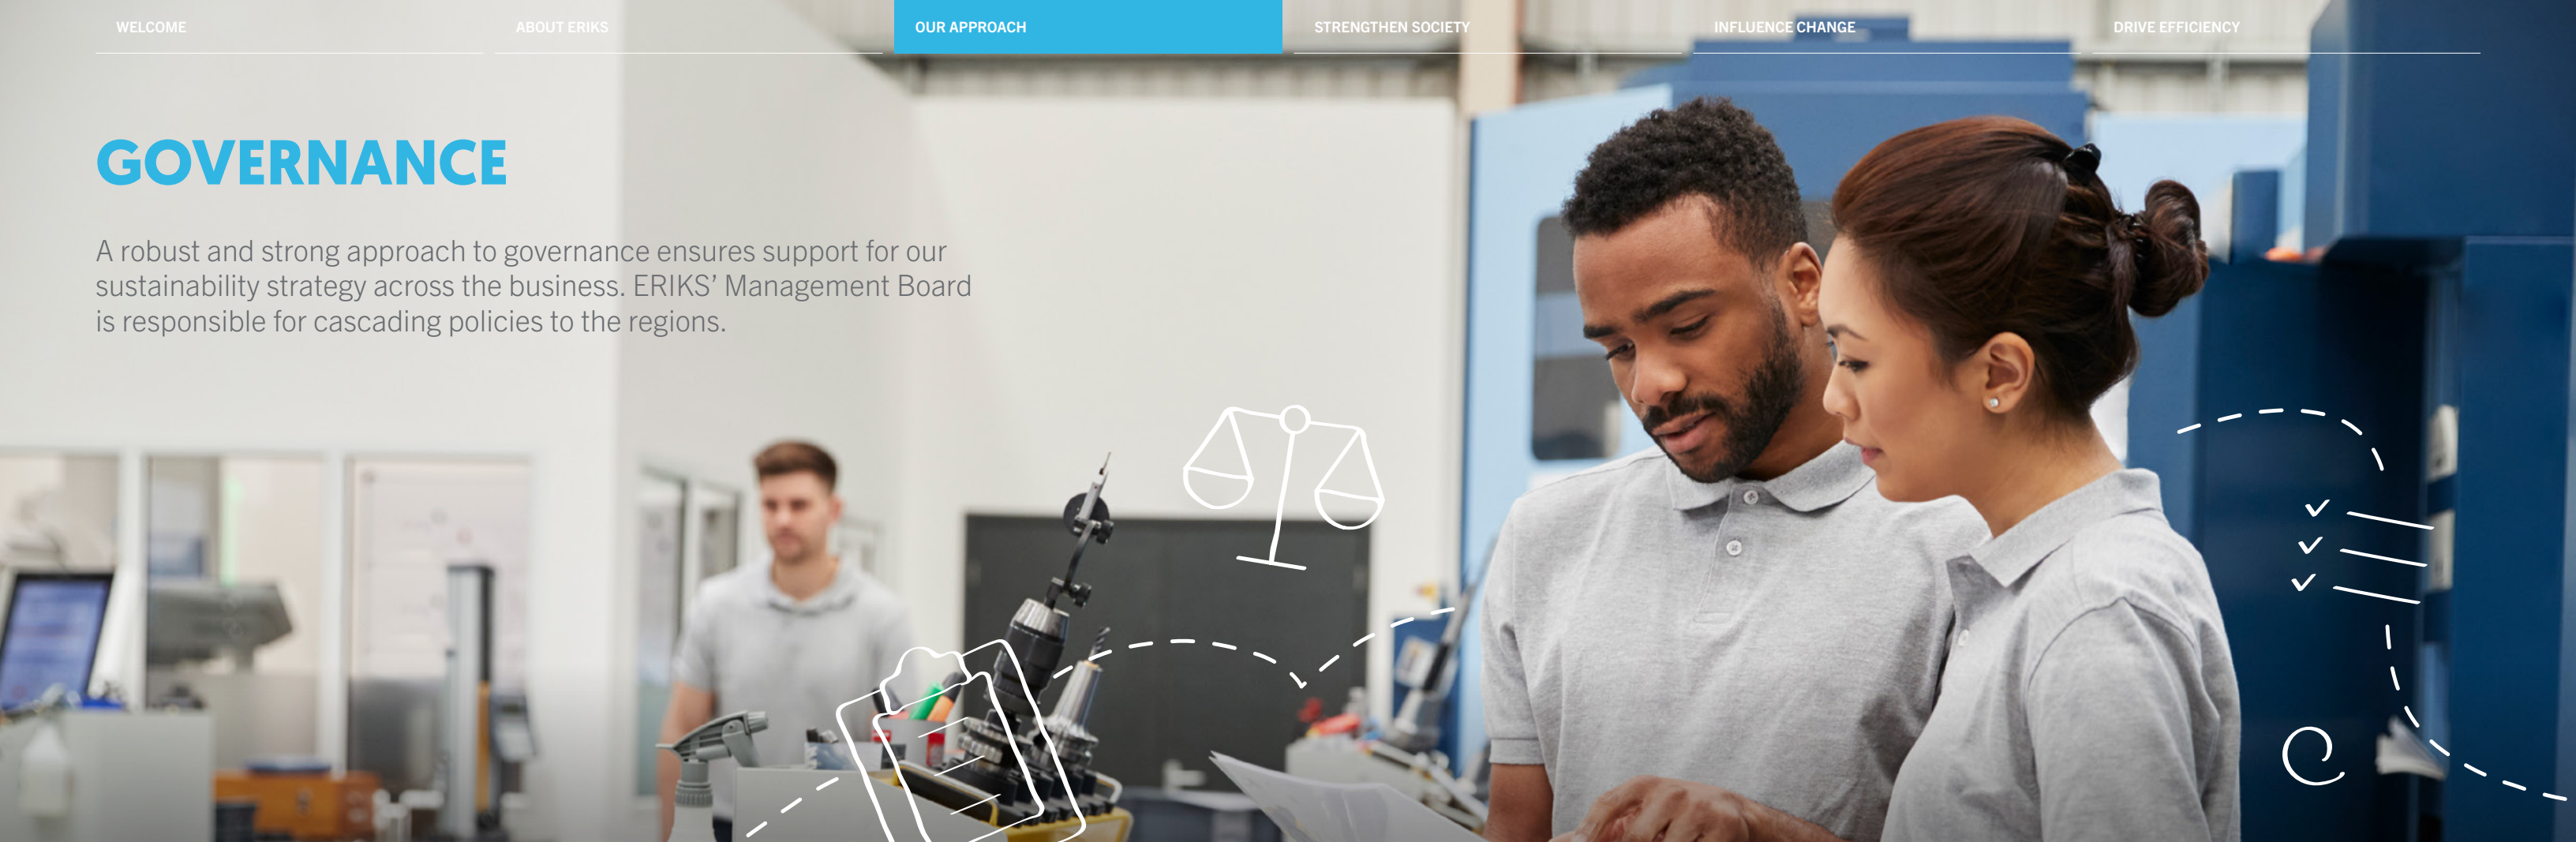 WELCOME
ABOUT ERIKS
OUR APPROACH
STRENGTHEN SOCIETY
INFLUENCE CHANGE
DRIVE EFFICIENCY
GOVERNANCE
A robust and strong approach to governance ensures support for our
sustainability strategy across the business. ERIKS’ Management Board
is responsible for cascading policies to the regions.